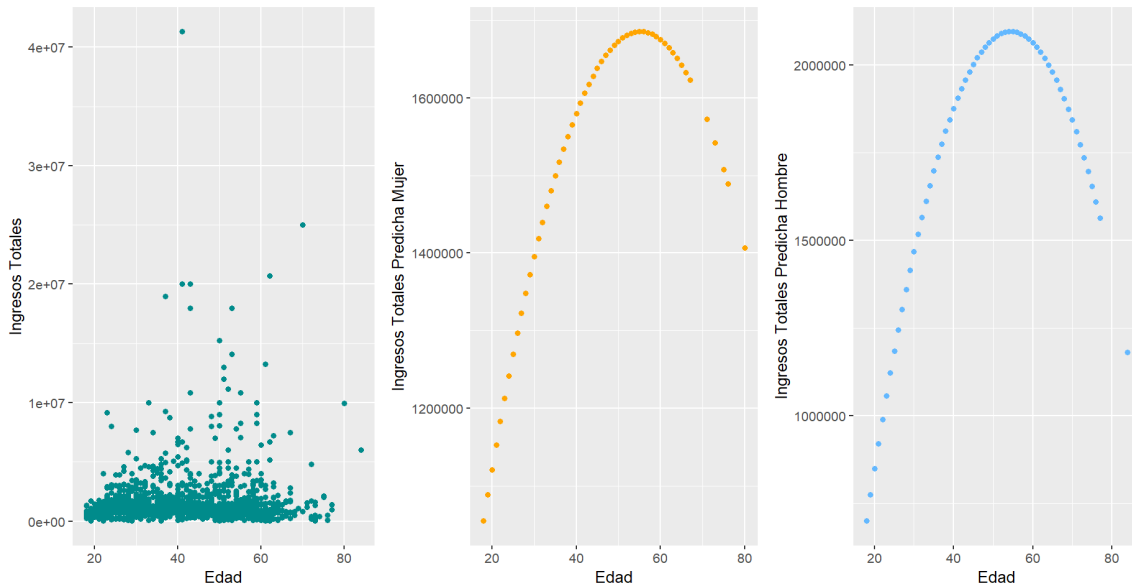 Ingresos Totales
4e+07
3e+07
2e+07
1e+07
0e+00
20
40
60
80
Edad
Ingresos Totales Predicha Mujer
1600000
1400000
1200000
20
40
60
80
Edad
Ingresos Totales Predicha Hombre
2000000
1500000
1000000
20
40
60
80
Edad